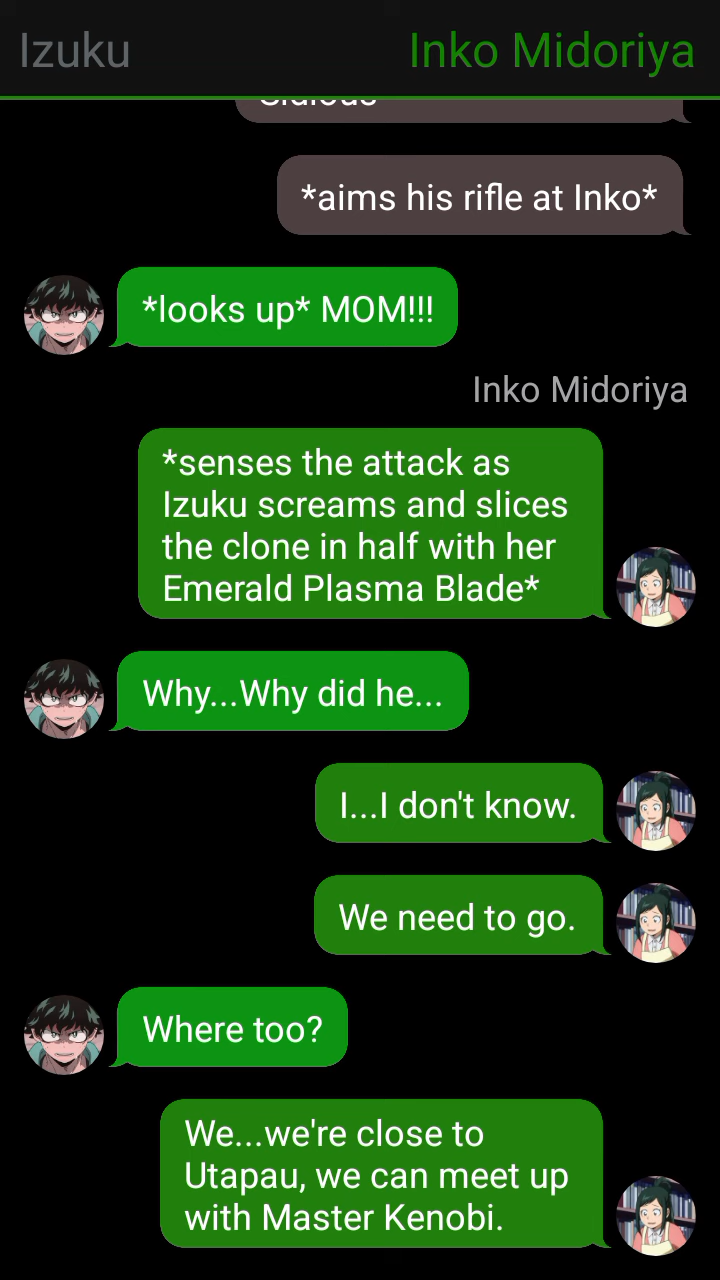 Izuku
Inko Midoriya
Sidious
*aims his rifle at Inko*
*looks up* MOM!!!
Inko Midoriya
*senses the attack as
Izuku screams and slices
the clone in half with her
Emerald Plasma Blade*
Why...Why did he...
I...I don't know.
We need to go.
Where too?
We...we're close to
Utapau, we can meet up
with Master Kenobi.